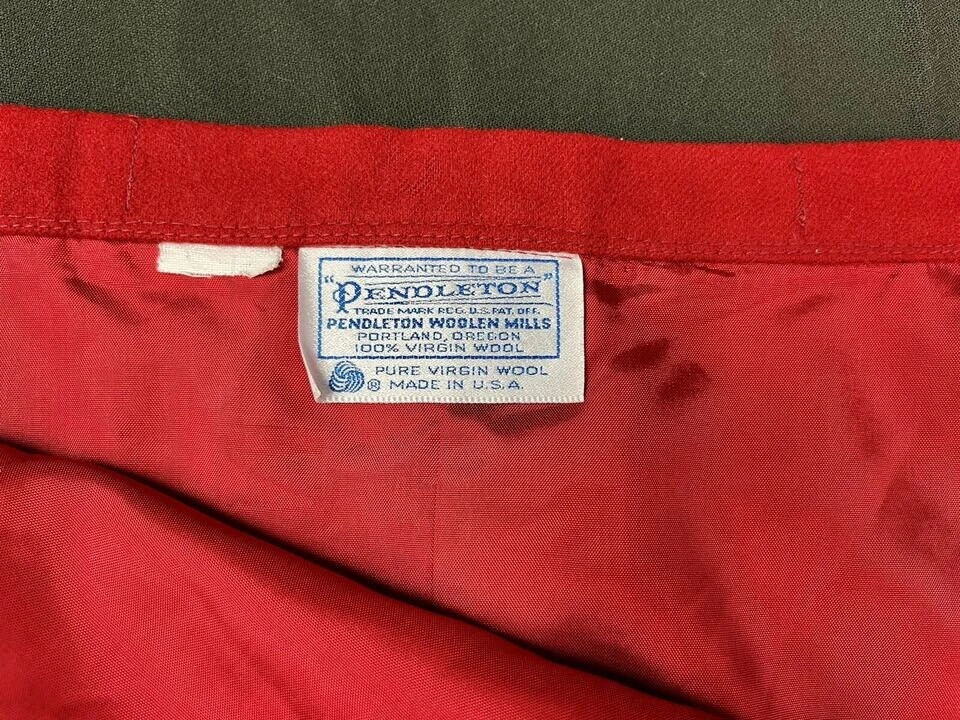 WARRANTED TO BE A
"PENDLETON"
TRADE MARK REG. U.S. PAT. OFF.
PENDLETON WOOLEN MILLS
PORTLAND, OREGON
100% VIRGIN WOOL
PURE VIRGIN WOOL
® MADE IN U.S.A.